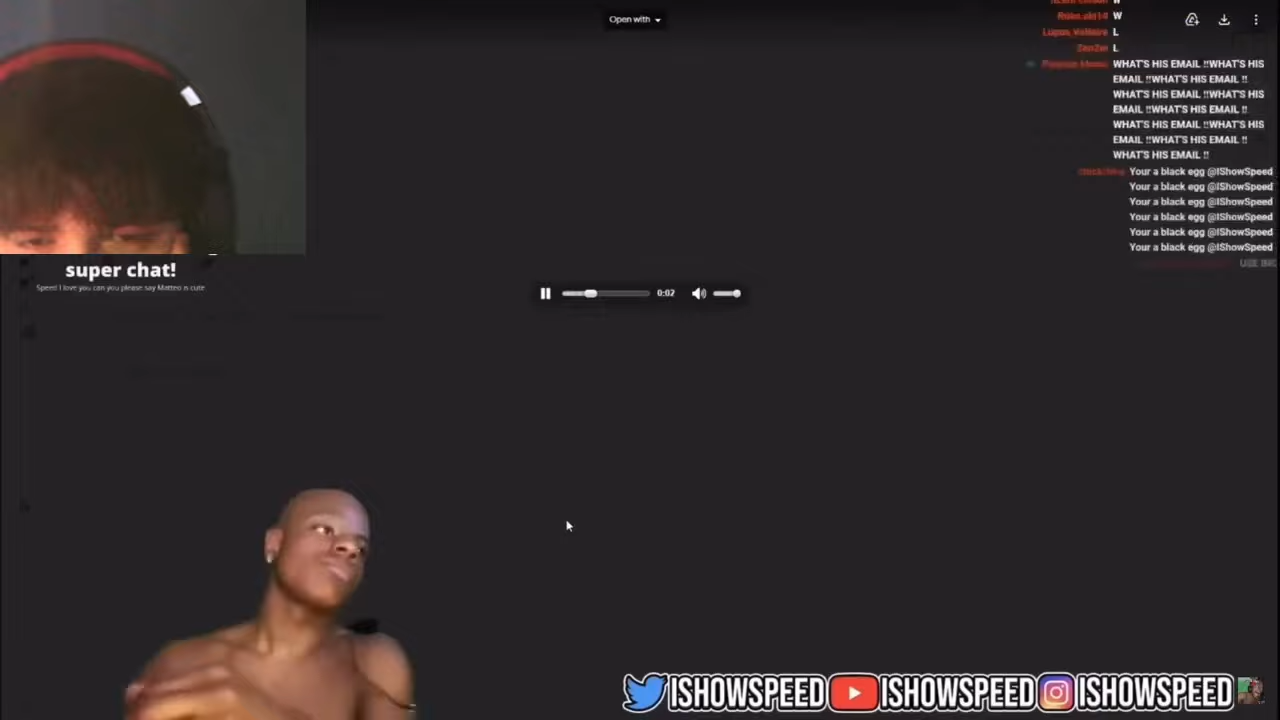 Open with
W
W
L
L
WHAT'S HIS EMAIL !!WHAT'S HIS
EMAIL !!WHAT'S HIS EMAIL !!
WHAT'S HIS EMAIL !!WHAT'S HIS
EMAIL !!WHAT'S HIS EMAIL !!
WHAT'S HIS EMAIL !!WHAT'S HIS
EMAIL !!WHAT'S HIS EMAIL !!
WHAT'S HIS EMAIL !!
Your a black egg @IShowSpeed
Your a black egg @IShowSpeed
Your a black egg @IShowSpeed
Your a black egg @IShowSpeed
Your a black egg @IShowSpeed
Your a black egg @IShowSpeed
super chat!
Speed I love you can you please say Matteo is cute
0:02
ISHOWSPEED ISHOWSPEED ISHOWSPEED